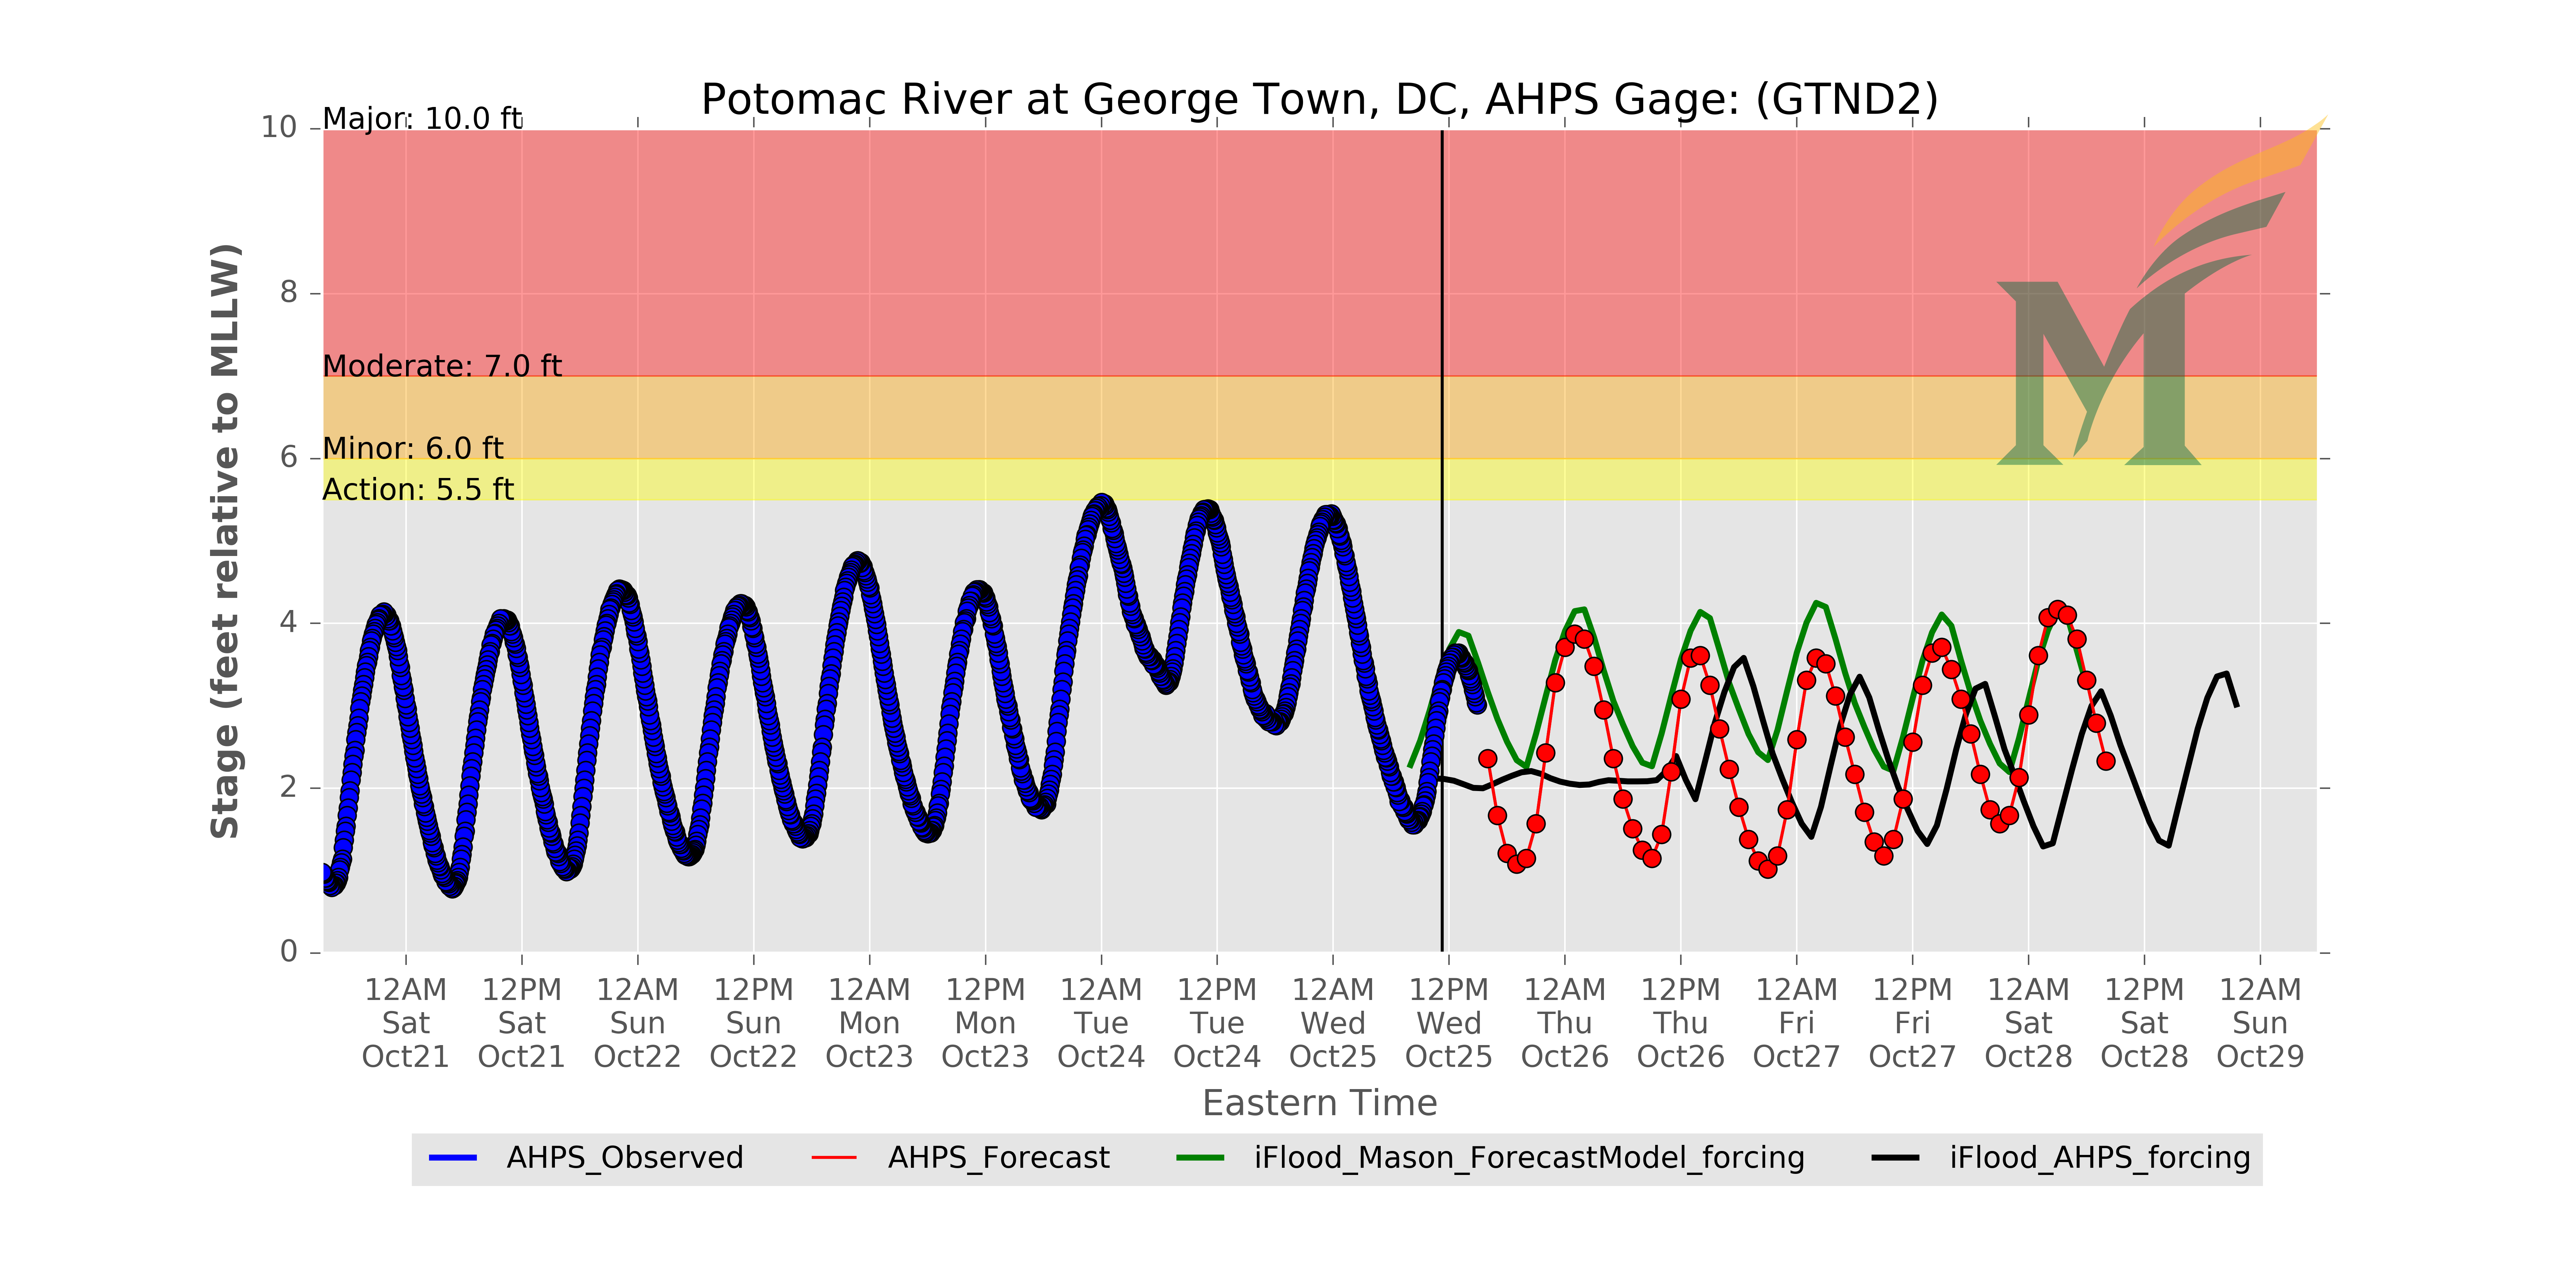 Potomac River at George Town, DC, AHPS Gage: (GTND2)
Major: 10.0 ft
Moderate: 7.0 ft
Minor: 6.0 ft
Action: 5.5 ft
Stage (feet relative to MLLW)
10
8
6
4
2
0
12AM 12PM 12AM 12PM 12AM 12PM 12AM 12PM 12AM 12PM 12AM 12PM 12AM 12PM 12AM 12PM 12AM
Sat Sat Sun Sun Mon Mon Tue Tue Wed Wed Thu Thu Fri Fri Sat Sat Sun
Oct21 Oct21 Oct22 Oct22 Oct23 Oct23 Oct24 Oct24 Oct25 Oct25 Oct26 Oct26 Oct27 Oct27 Oct28 Oct28 Oct29
Eastern Time
AHPS_Observed AHPS_Forecast iFlood_Mason_ForecastModel_forcing iFlood_AHPS_forcing
M